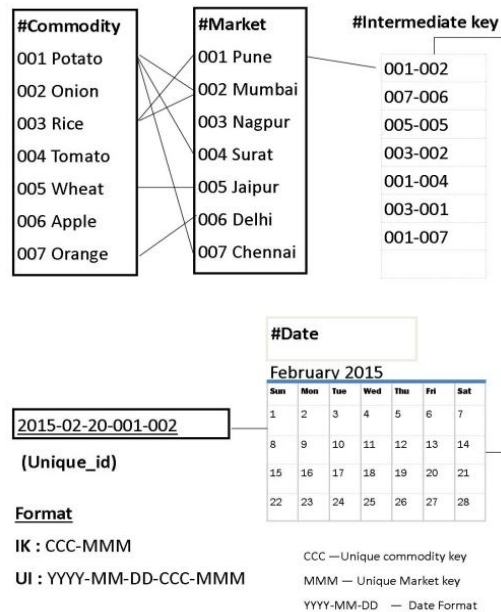 #Commodity
001 Potato
002 Onion
003 Rice
004 Tomato
005 Wheat
006 Apple
007 Orange
#Market
001 Pune
002 Mumbai
003 Nagpur
004 Surat
005 Jaipur
006 Delhi
007 Chennai
#Intermediate key
001-002
007-006
005-005
003-002
001-004
003-001
001-007
#Date
February 2015
Sun Mon Tue Wed Thu Fri Sat
1 2 3 4 5 6 7
8 9 10 11 12 13 14
15 16 17 18 19 20 21
22 23 24 25 26 27 28
2015-02-20-001-002
(Unique_id)
Format
IK : CCC-MMM
UI : YYYY-MM-DD-CCC-MMM
CCC —Unique commodity key
MMM — Unique Market key
YYYY-MM-DD — Date Format